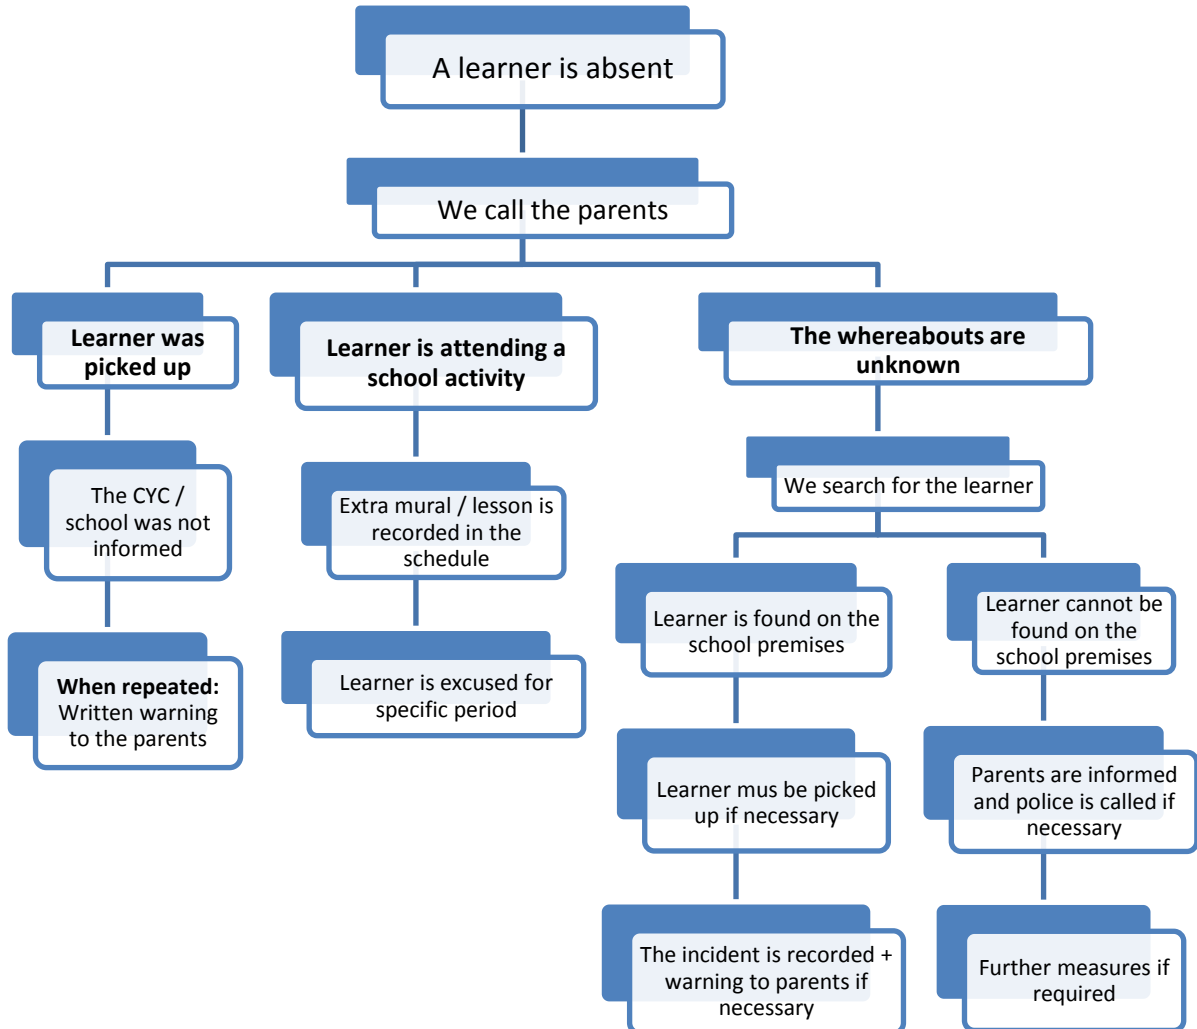 A learner is absent
We call the parents
Learner was
picked up
The CYC /
school was not
informed
When repeated:
Written warning
to the parents
Learner is attending a
school activity
Extra mural / lesson is
recorded in the
schedule
Learner is excused for
specific period
The whereabouts are
unknown
We search for the learner
Learner is found on the
school premises
Learner mus be picked
up if necessary
The incident is recorded +
warning to parents if
necessary
Learner cannot be
found on the
school premises
Parents are informed
and police is called if
necessary
Further measures if
required